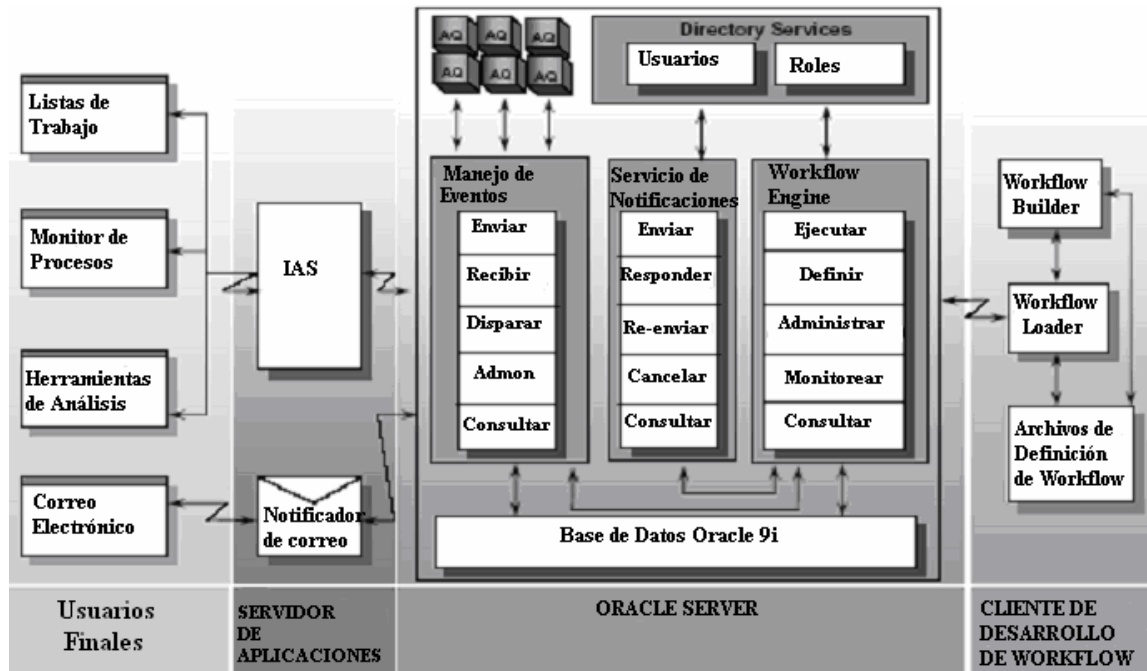 Listas de
Trabajo
Monitor de
Procesos
Herramientas
de Análisis
Correo
Electrónico
Usuarios
Finales
IAS
Notificador
de correo
SERVIDOR
DE
APLICACIONES
AQ AQ AQ
AQ AQ AQ
Directory Services
Usuarios
Roles
Manejo de
Eventos
Enviar
Recibir
Disparar
Admon
Consultar
Servicio de
Notificaciones
Enviar
Responder
Re-enviar
Cancelar
Consultar
Workflow
Engine
Ejecutar
Definir
Administrar
Monitorear
Consultar
Base de Datos Oracle 9i
ORACLE SERVER
Workflow
Builder
Workflow
Loader
Archivos de
Definición
de Workflow
CLIENTE DE
DESARROLLO
DE WORKFLOW